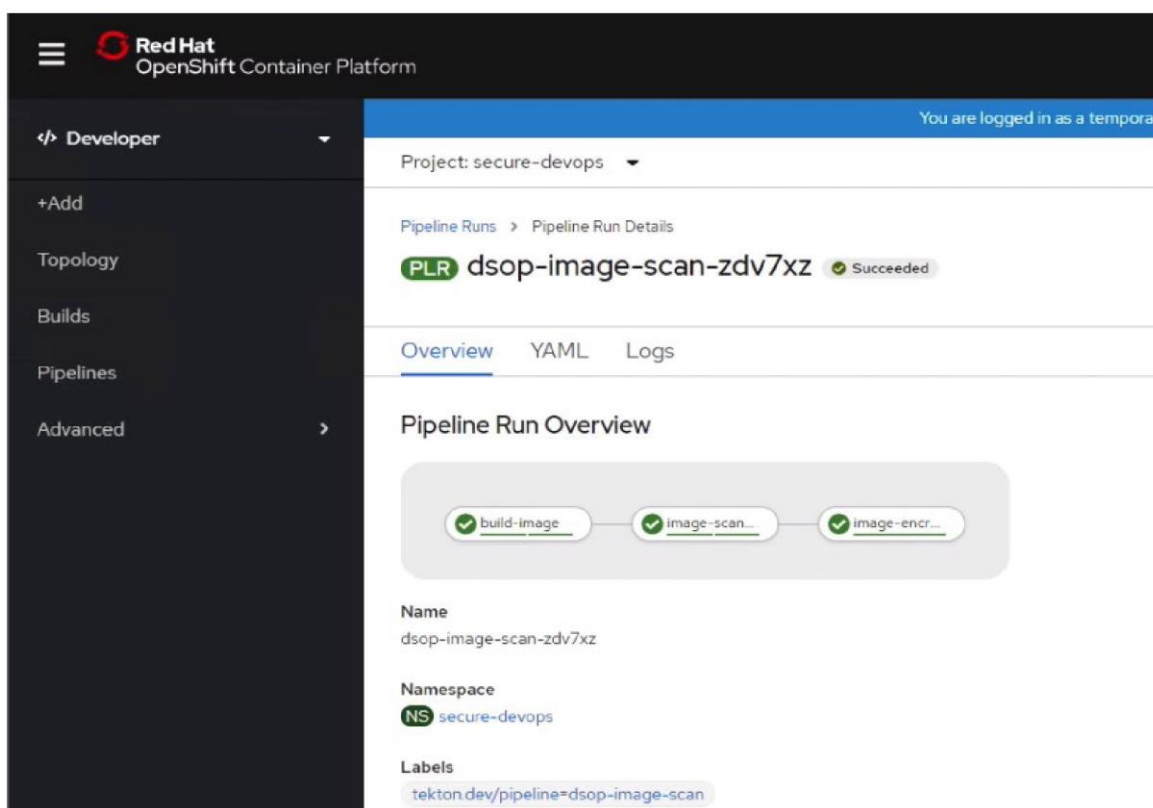 Red Hat
OpenShift Container Platform
Developer
+Add
Topology
Builds
Pipelines
Advanced
You are logged in as a tempora
Project: secure-devops
Pipeline Runs > Pipeline Run Details
PLR dsop-image-scan-zdv7xz Succeeded
Overview YAML Logs
Pipeline Run Overview
build-image image-scan... image-encr...
Name
dsop-image-scan-zdv7xz
Namespace
NS secure-devops
Labels
tekton.dev/pipeline=dsop-image-scan